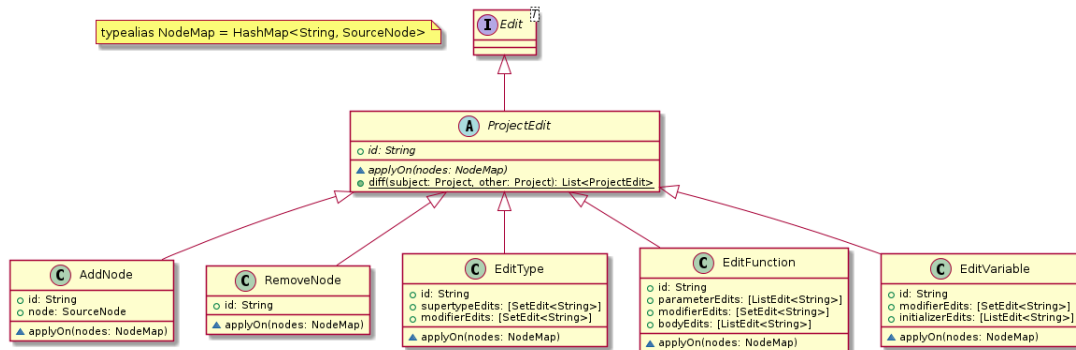 typealias NodeMap = HashMap<String, SourceNode>
I Edit T
A ProjectEdit
id: String
applyOn(nodes: NodeMap)
diff(subject: Project, other: Project): List<ProjectEdit>
C AddNode
id: String
node: SourceNode
applyOn(nodes: NodeMap)
C RemoveNode
id: String
applyOn(nodes: NodeMap)
C EditType
id: String
supertypeEdits: [SetEdit<String>]
modifierEdits: [SetEdit<String>]
applyOn(nodes: NodeMap)
C EditFunction
id: String
parameterEdits: [ListEdit<String>]
modifierEdits: [SetEdit<String>]
bodyEdits: [ListEdit<String>]
applyOn(nodes: NodeMap)
C EditVariable
id: String
modifierEdits: [SetEdit<String>]
initializerEdits: [ListEdit<String>]
applyOn(nodes: NodeMap)